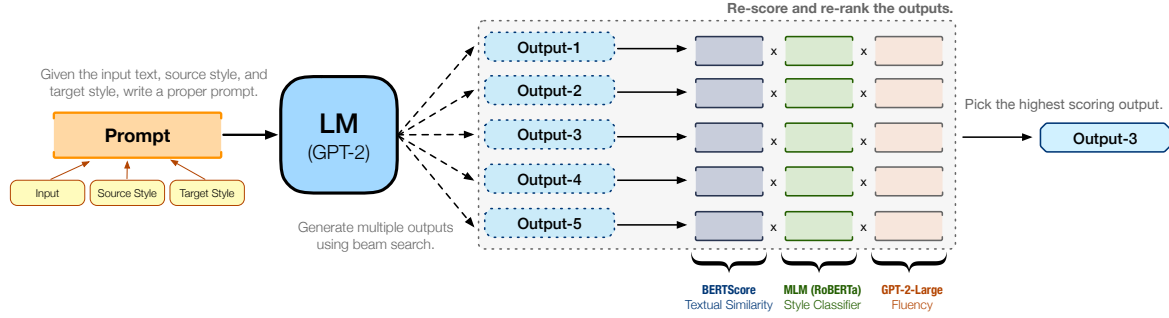 Re-score and re-rank the outputs.
Given the input text, source style, and
target style, write a proper prompt.
Prompt
Input
Source Style
Target Style
LM
(GPT-2)
Generate multiple outputs
using beam search.
Output-1
x
x
Output-2
x
x
Output-3
x
x
Output-4
x
x
Output-5
x
x
BERTScore
Textual Similarity
MLM (RoBERTa)
Style Classifier
GPT-2-Large
Fluency
Pick the highest scoring output.
Output-3